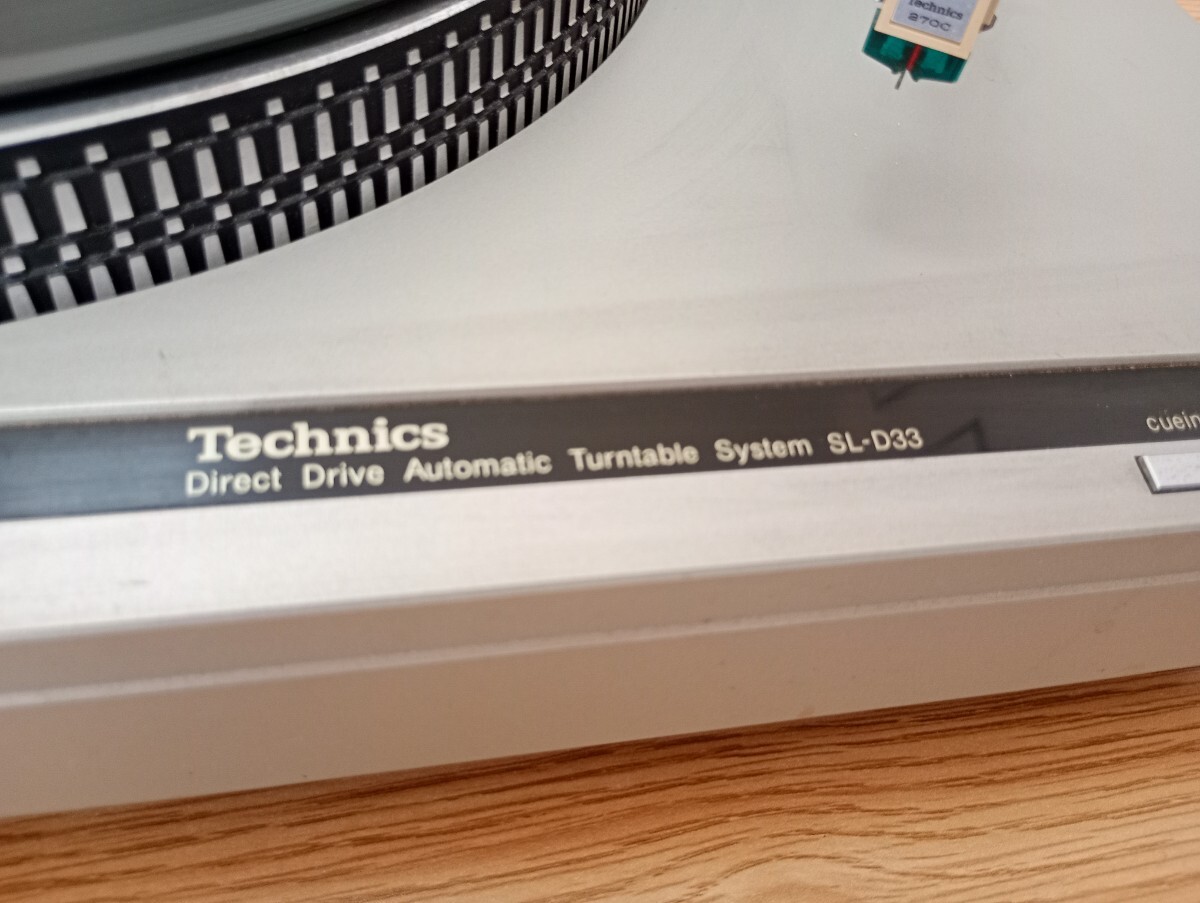 Technics
270C
Technics
Direct Drive Automatic Turntable System SL-D33